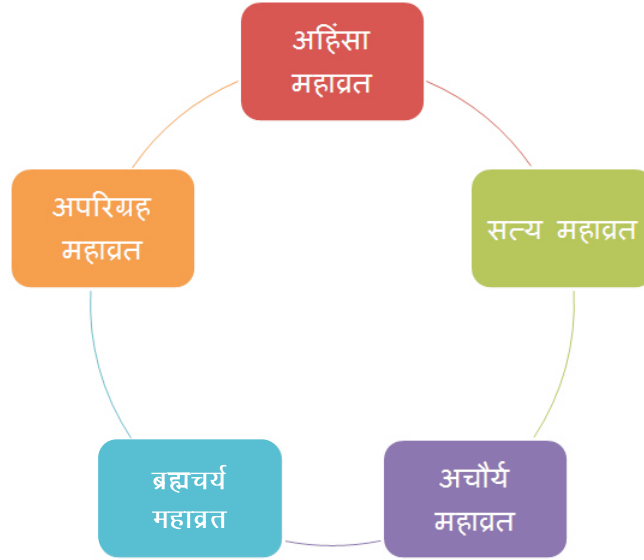 अहिंसा
महाव्रत
सत्य महाव्रत
अचौर्य
महाव्रत
ब्रह्मचर्य
महाव्रत
अपरिग्रह
महाव्रत